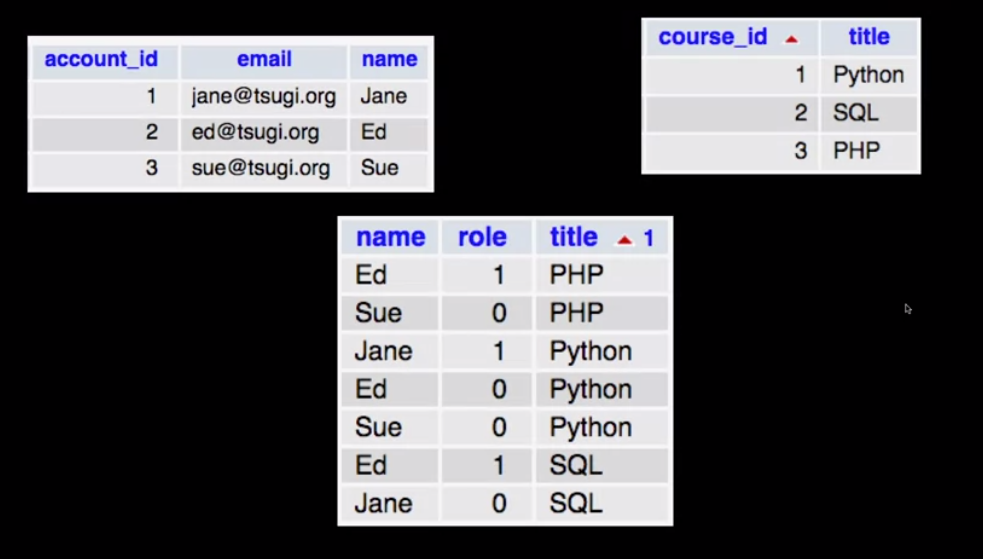 account_id email name
1 jane@tsugi.org Jane
2 ed@tsugi.org Ed
3 sue@tsugi.org Sue
course_id title
1 Python
2 SQL
3 PHP
name role title 1
Ed 1 PHP
Sue 0 PHP
Jane 1 Python
Ed 0 Python
Sue 0 Python
Ed 1 SQL
Jane 0 SQL